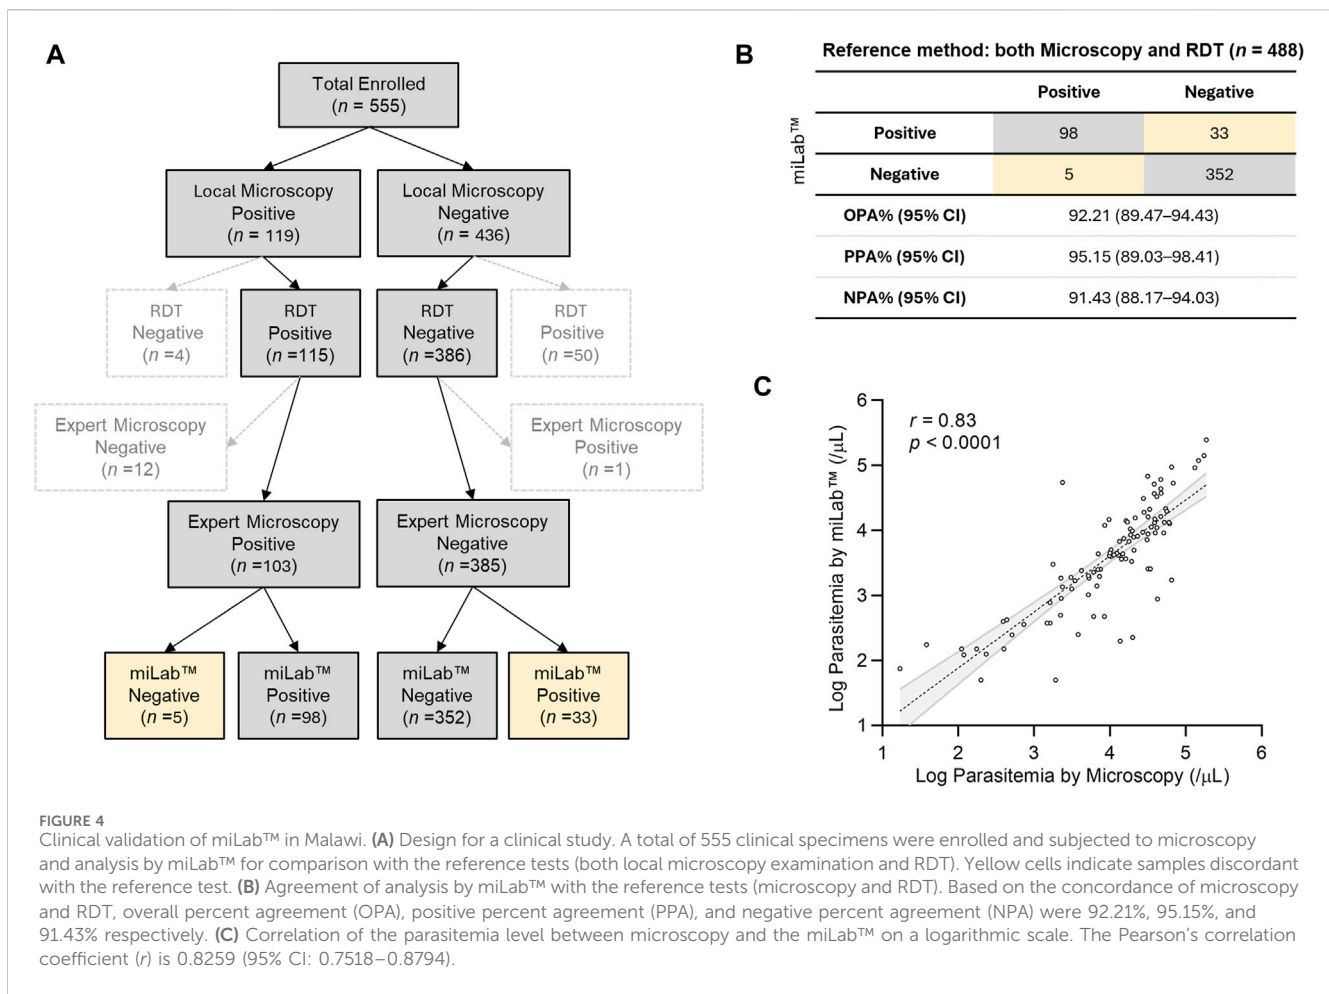 A
Total Enrolled
(n = 555)
Local Microscopy
Positive
(n = 119)
Local Microscopy
Negative
(n = 436)
RDT
Negative
(n =4)
RDT
Positive
(n =115)
RDT
Negative
(n =386)
RDT
Positive
(n =50)
Expert Microscopy
Negative
(n =12)
Expert Microscopy
Positive
(n =1)
Expert Microscopy
Positive
(n =103)
Expert Microscopy
Negative
(n =385)
miLab™
Negative
(n =5)
miLab™
Positive
(n =98)
miLab™
Negative
(n =352)
miLab™
Positive
(n =33)
B
Reference method: both Microscopy and RDT (n = 488)
Positive Negative
miLab™
Positive 98 33
Negative 5 352
OPA% (95% CI) 92.21 (89.47–94.43)
PPA% (95% CI) 95.15 (89.03–98.41)
NPA% (95% CI) 91.43 (88.17–94.03)
C
r = 0.83
p < 0.0001
Log Parasitemia by miLab™ (/μL)
6
5
4
3
2
1
1 2 3 4 5 6
Log Parasitemia by Microscopy (/μL)
FIGURE 4
Clinical validation of miLab™ in Malawi. (A) Design for a clinical study. A total of 555 clinical specimens were enrolled and subjected to microscopy
and analysis by miLab™ for comparison with the reference tests (both local microscopy examination and RDT). Yellow cells indicate samples discordant
with the reference test. (B) Agreement of analysis by miLab™ with the reference tests (microscopy and RDT). Based on the concordance of microscopy
and RDT, overall percent agreement (OPA), positive percent agreement (PPA), and negative percent agreement (NPA) were 92.21%, 95.15%, and
91.43% respectively. (C) Correlation of the parasitemia level between microscopy and the miLab™ on a logarithmic scale. The Pearson's correlation
coefficient (r) is 0.8259 (95% CI: 0.7518–0.8794).